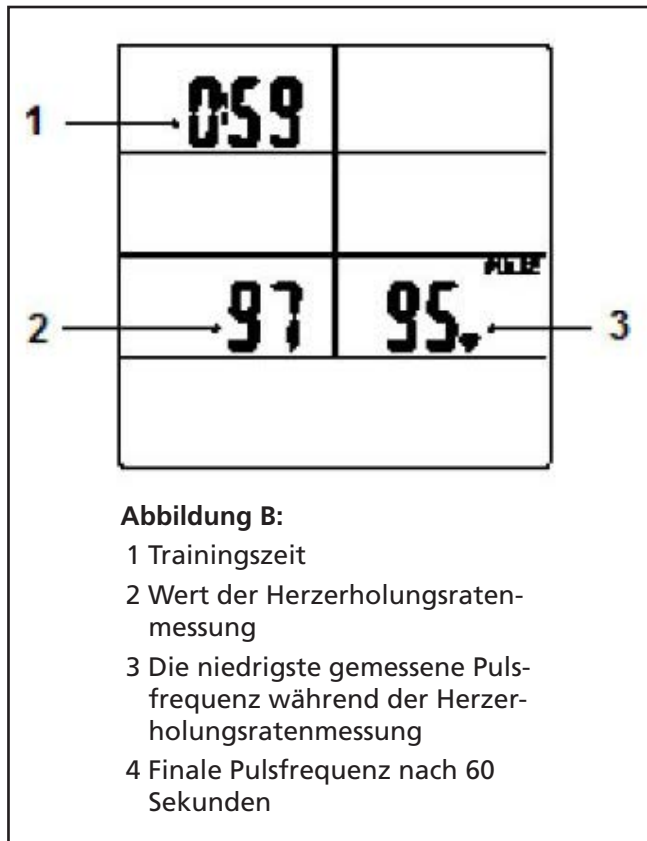 1 0:59
2 97 95 3
PULSE
Abbildung B:
1 Trainingszeit
2 Wert der Herzerholungsraten-
messung
3 Die niedrigste gemessene Puls-
frequenz während der Herzer-
holungsratenmessung
4 Finale Pulsfrequenz nach 60
Sekunden